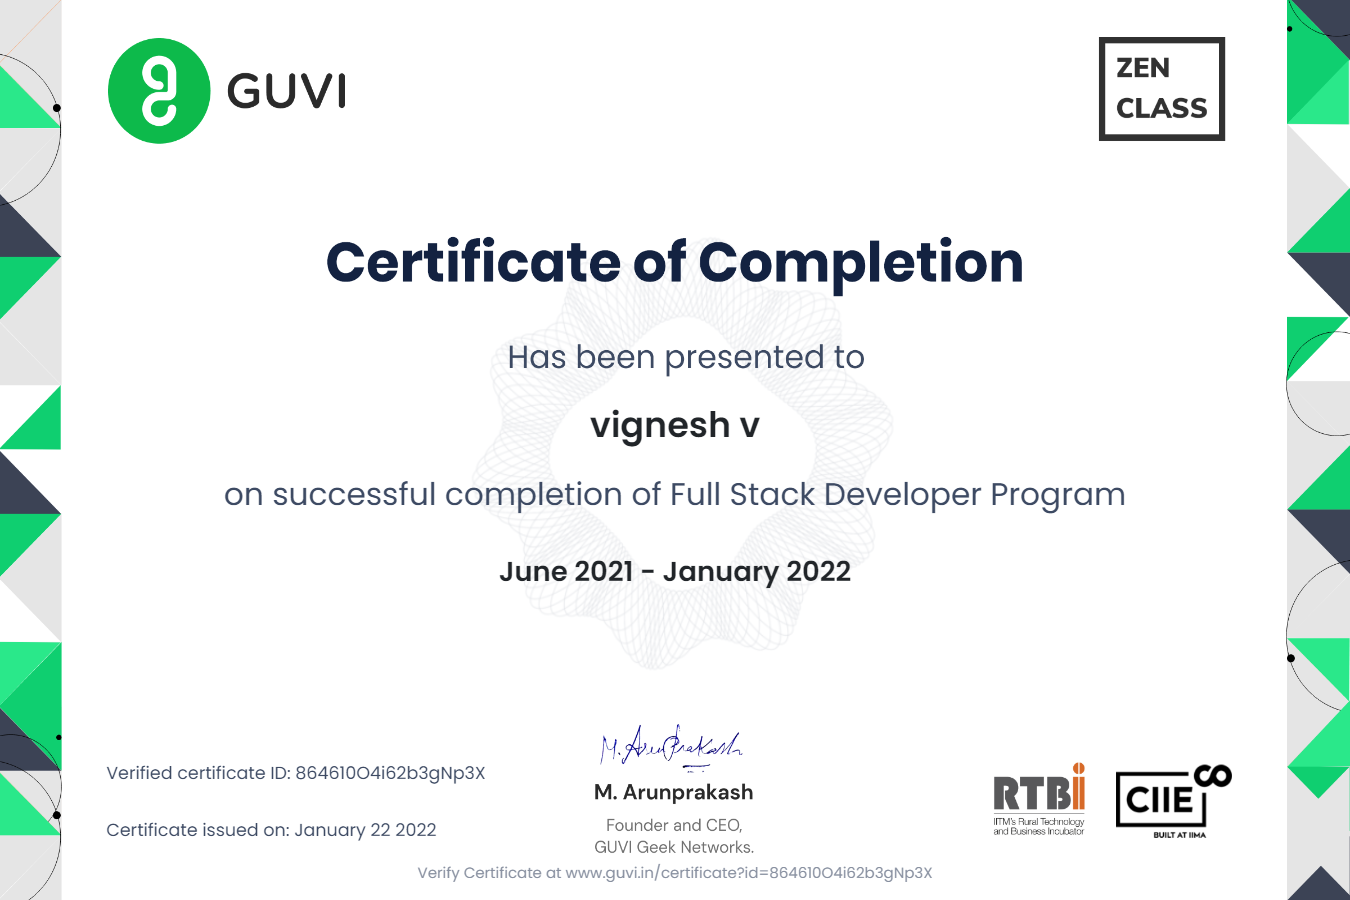 GUVI
ZEN
CLASS
Certificate of Completion
Has been presented to
vignesh v
on successful completion of Full Stack Developer Program
June 2021 - January 2022
M. ArunPrakash
Verified certificate ID: 864610O4i62b3gNp3X
Certificate issued on: January 22 2022
M. Arunprakash
Founder and CEO,
GUVI Geek Networks.
RTBi
IITM's Rural Technology
and Business Incubator
CIIE CO
BUILT AT IIMA
Verify Certificate at www.guvi.in/certificate?id=864610O4i62b3gNp3X